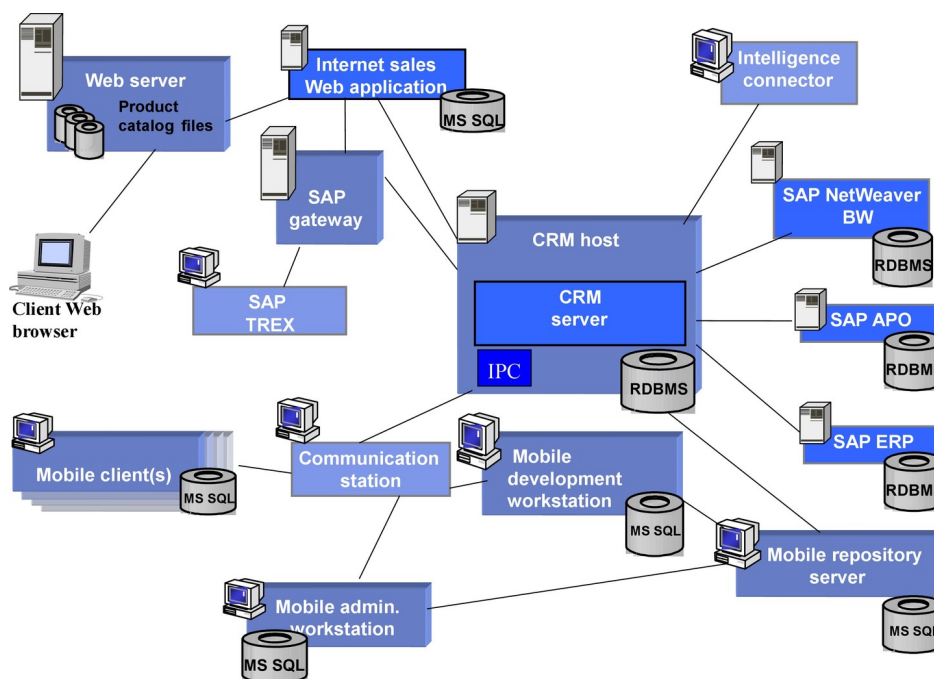 Web server
Product
catalog files
Internet sales
Web application
MS SQL
Intelligence
connector
SAP
gateway
SAP NetWeaver
BW
RDBMS
CRM host
CRM
server
IPC
RDBMS
Client Web
browser
SAP
TREX
SAP APO
RDBM
SAP ERP
RDBM
Mobile client(s)
MS SQL
Communication
station
Mobile
development
workstation
MS SQL
Mobile repository
server
MS SQL
Mobile admin.
workstation
MS SQL